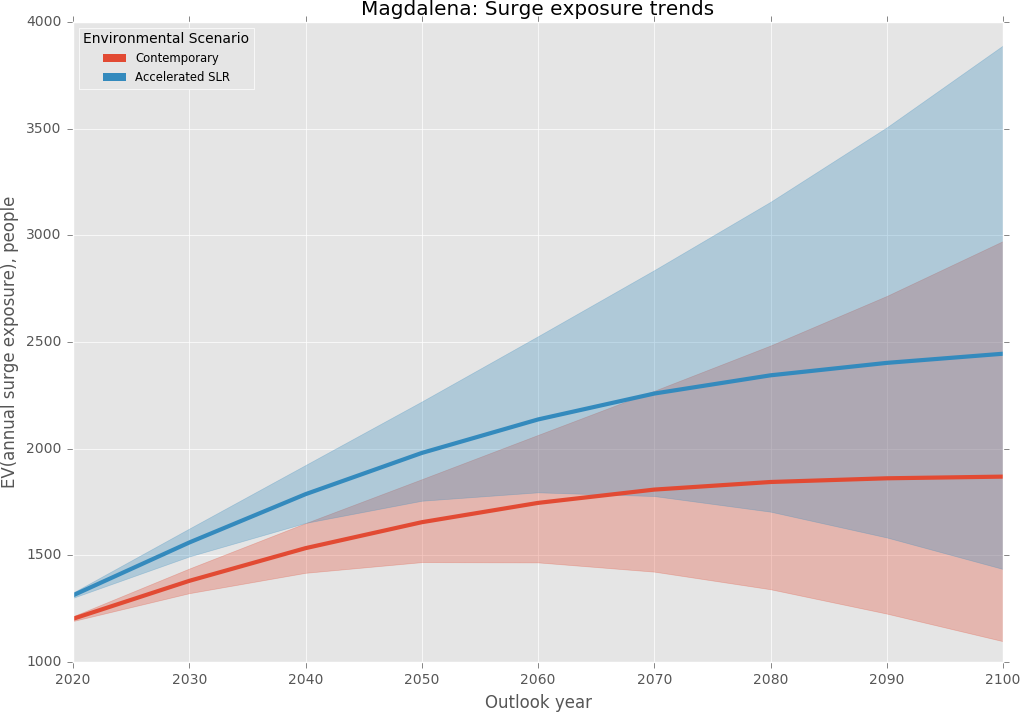 Magdalena: Surge exposure trends
4000
3500
3000
2500
2000
1500
1000
EV(annual surge exposure), people
Environmental Scenario
Contemporary
Accelerated SLR
2020 2030 2040 2050 2060 2070 2080 2090 2100
Outlook year